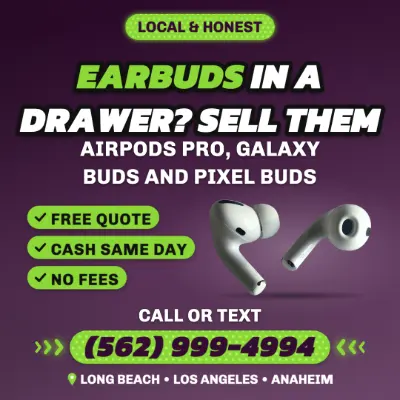 LOCAL & HONEST
EARBUDS IN A
DRAWER? SELL THEM
AIRPODS PRO, GALAXY
BUDS AND PIXEL BUDS
FREE QUOTE
CASH SAME DAY
NO FEES
CALL OR TEXT
(562) 999-4994
LONG BEACH • LOS ANGELES • ANAHEIM